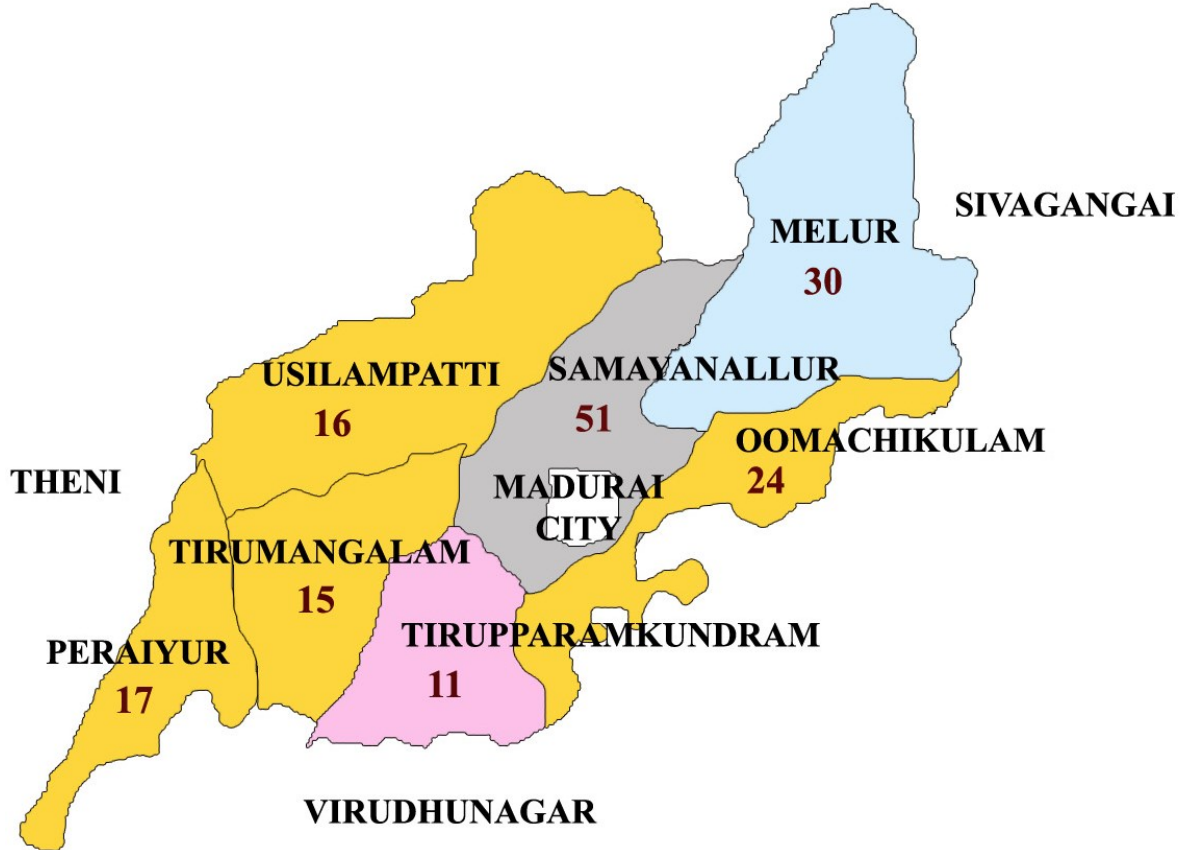 SIVAGANGAI
MELUR
30
USILAMPATTI
16
SAMAYANALLUR
51
OOMACHIKULAM
24
THENI
MADURAI
CITY
TIRUMANGALAM
15
TIRUPPARAMKUNDRAM
11
PERAIYUR
17
VIRUDHUNAGAR